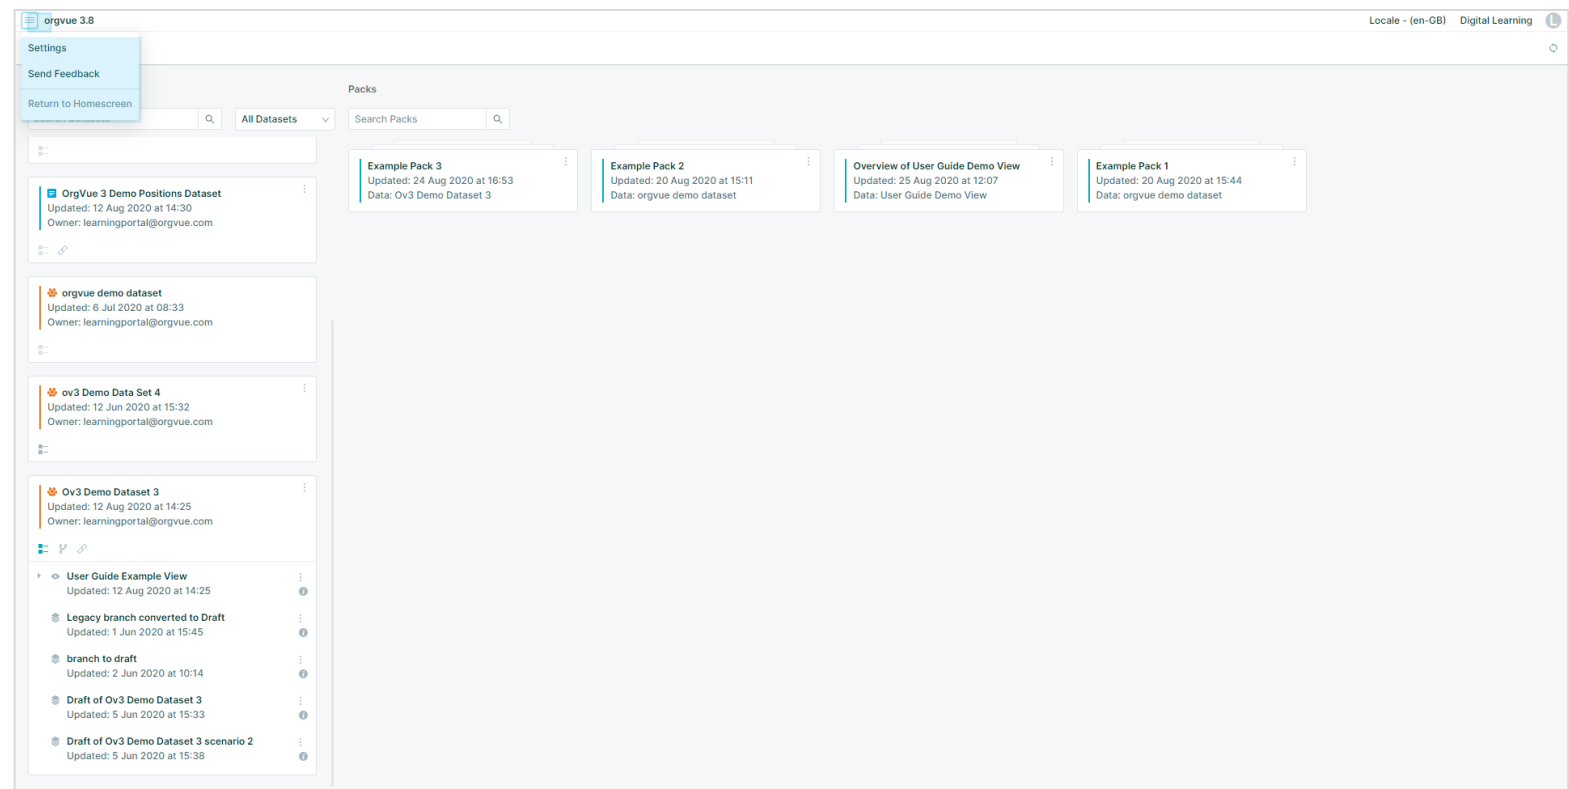 orgvue 3.8
Locale - (en-GB) Digital Learning L
Settings
Send Feedback
Return to Homescreen
All Datasets
Packs
Search Packs
OrgVue 3 Demo Positions Dataset
Updated: 12 Aug 2020 at 14:30
Owner: learningportal@orgvue.com
orgvue demo dataset
Updated: 6 Jul 2020 at 08:33
Owner: learningportal@orgvue.com
ov3 Demo Data Set 4
Updated: 12 Jun 2020 at 15:32
Owner: learningportal@orgvue.com
Ov3 Demo Dataset 3
Updated: 12 Aug 2020 at 14:25
Owner: learningportal@orgvue.com
User Guide Example View
Updated: 12 Aug 2020 at 14:25
Legacy branch converted to Draft
Updated: 1 Jun 2020 at 15:45
branch to draft
Updated: 2 Jun 2020 at 10:14
Draft of Ov3 Demo Dataset 3
Updated: 5 Jun 2020 at 15:33
Draft of Ov3 Demo Dataset 3 scenario 2
Updated: 5 Jun 2020 at 15:38
Example Pack 3
Updated: 24 Aug 2020 at 16:53
Data: Ov3 Demo Dataset 3
Example Pack 2
Updated: 20 Aug 2020 at 15:11
Data: orgvue demo dataset
Overview of User Guide Demo View
Updated: 25 Aug 2020 at 12:07
Data: User Guide Demo View
Example Pack 1
Updated: 20 Aug 2020 at 15:44
Data: orgvue demo dataset